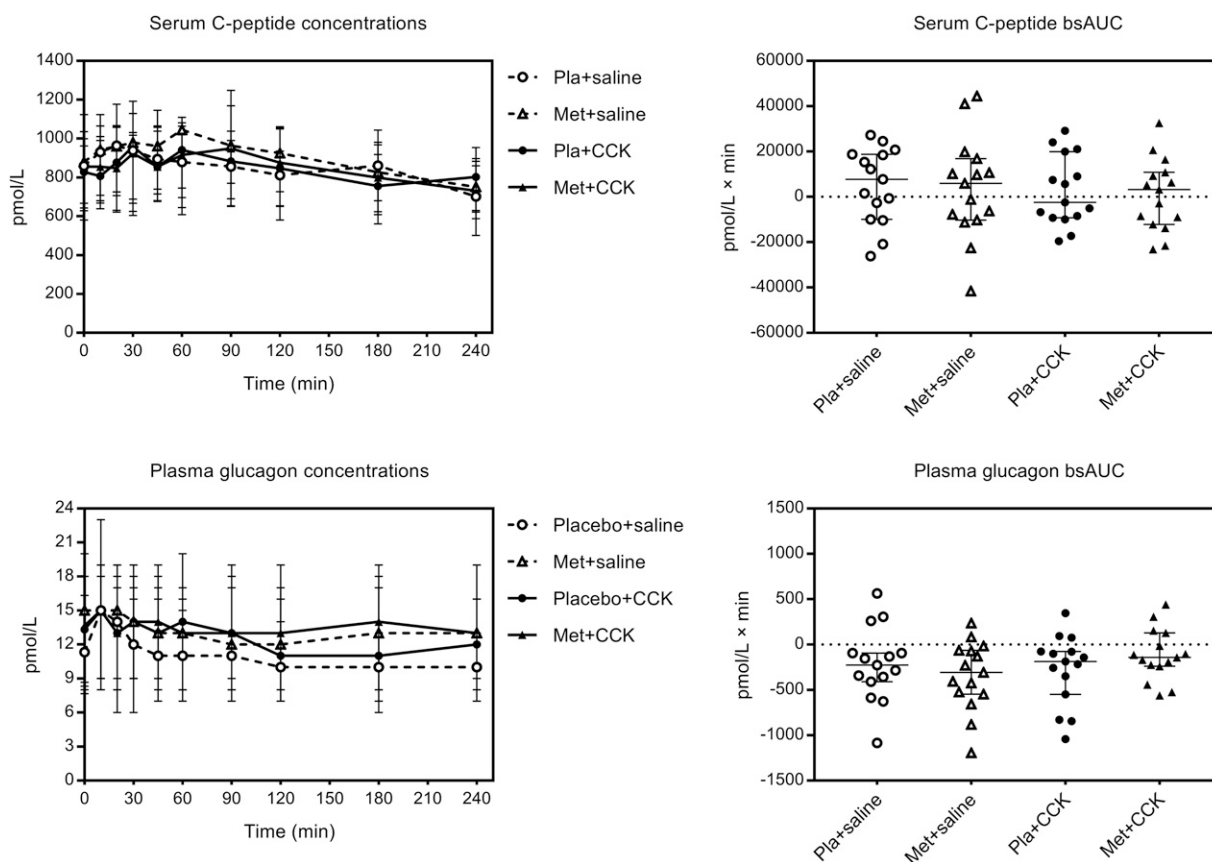 Serum C-peptide concentrations
1400
1200
1000
800
600
400
200
0
pmol/L
0 30 60 90 120 150 180 210 240
Time (min)
Pla+saline
Met+saline
Pla+CCK
Met+CCK
Serum C-peptide bsAUC
60000
40000
20000
0
-20000
-40000
-60000
pmol/L × min
Pla+saline
Met+saline
Pla+CCK
Met+CCK
Plasma glucagon concentrations
24
21
18
15
12
9
6
3
0
pmol/L
0 30 60 90 120 150 180 210 240
Time (min)
Placebo+saline
Met+saline
Placebo+CCK
Met+CCK
Plasma glucagon bsAUC
1500
1000
500
0
-500
-1000
-1500
pmol/L × min
Pla+saline
Met+saline
Pla+CCK
Met+CCK